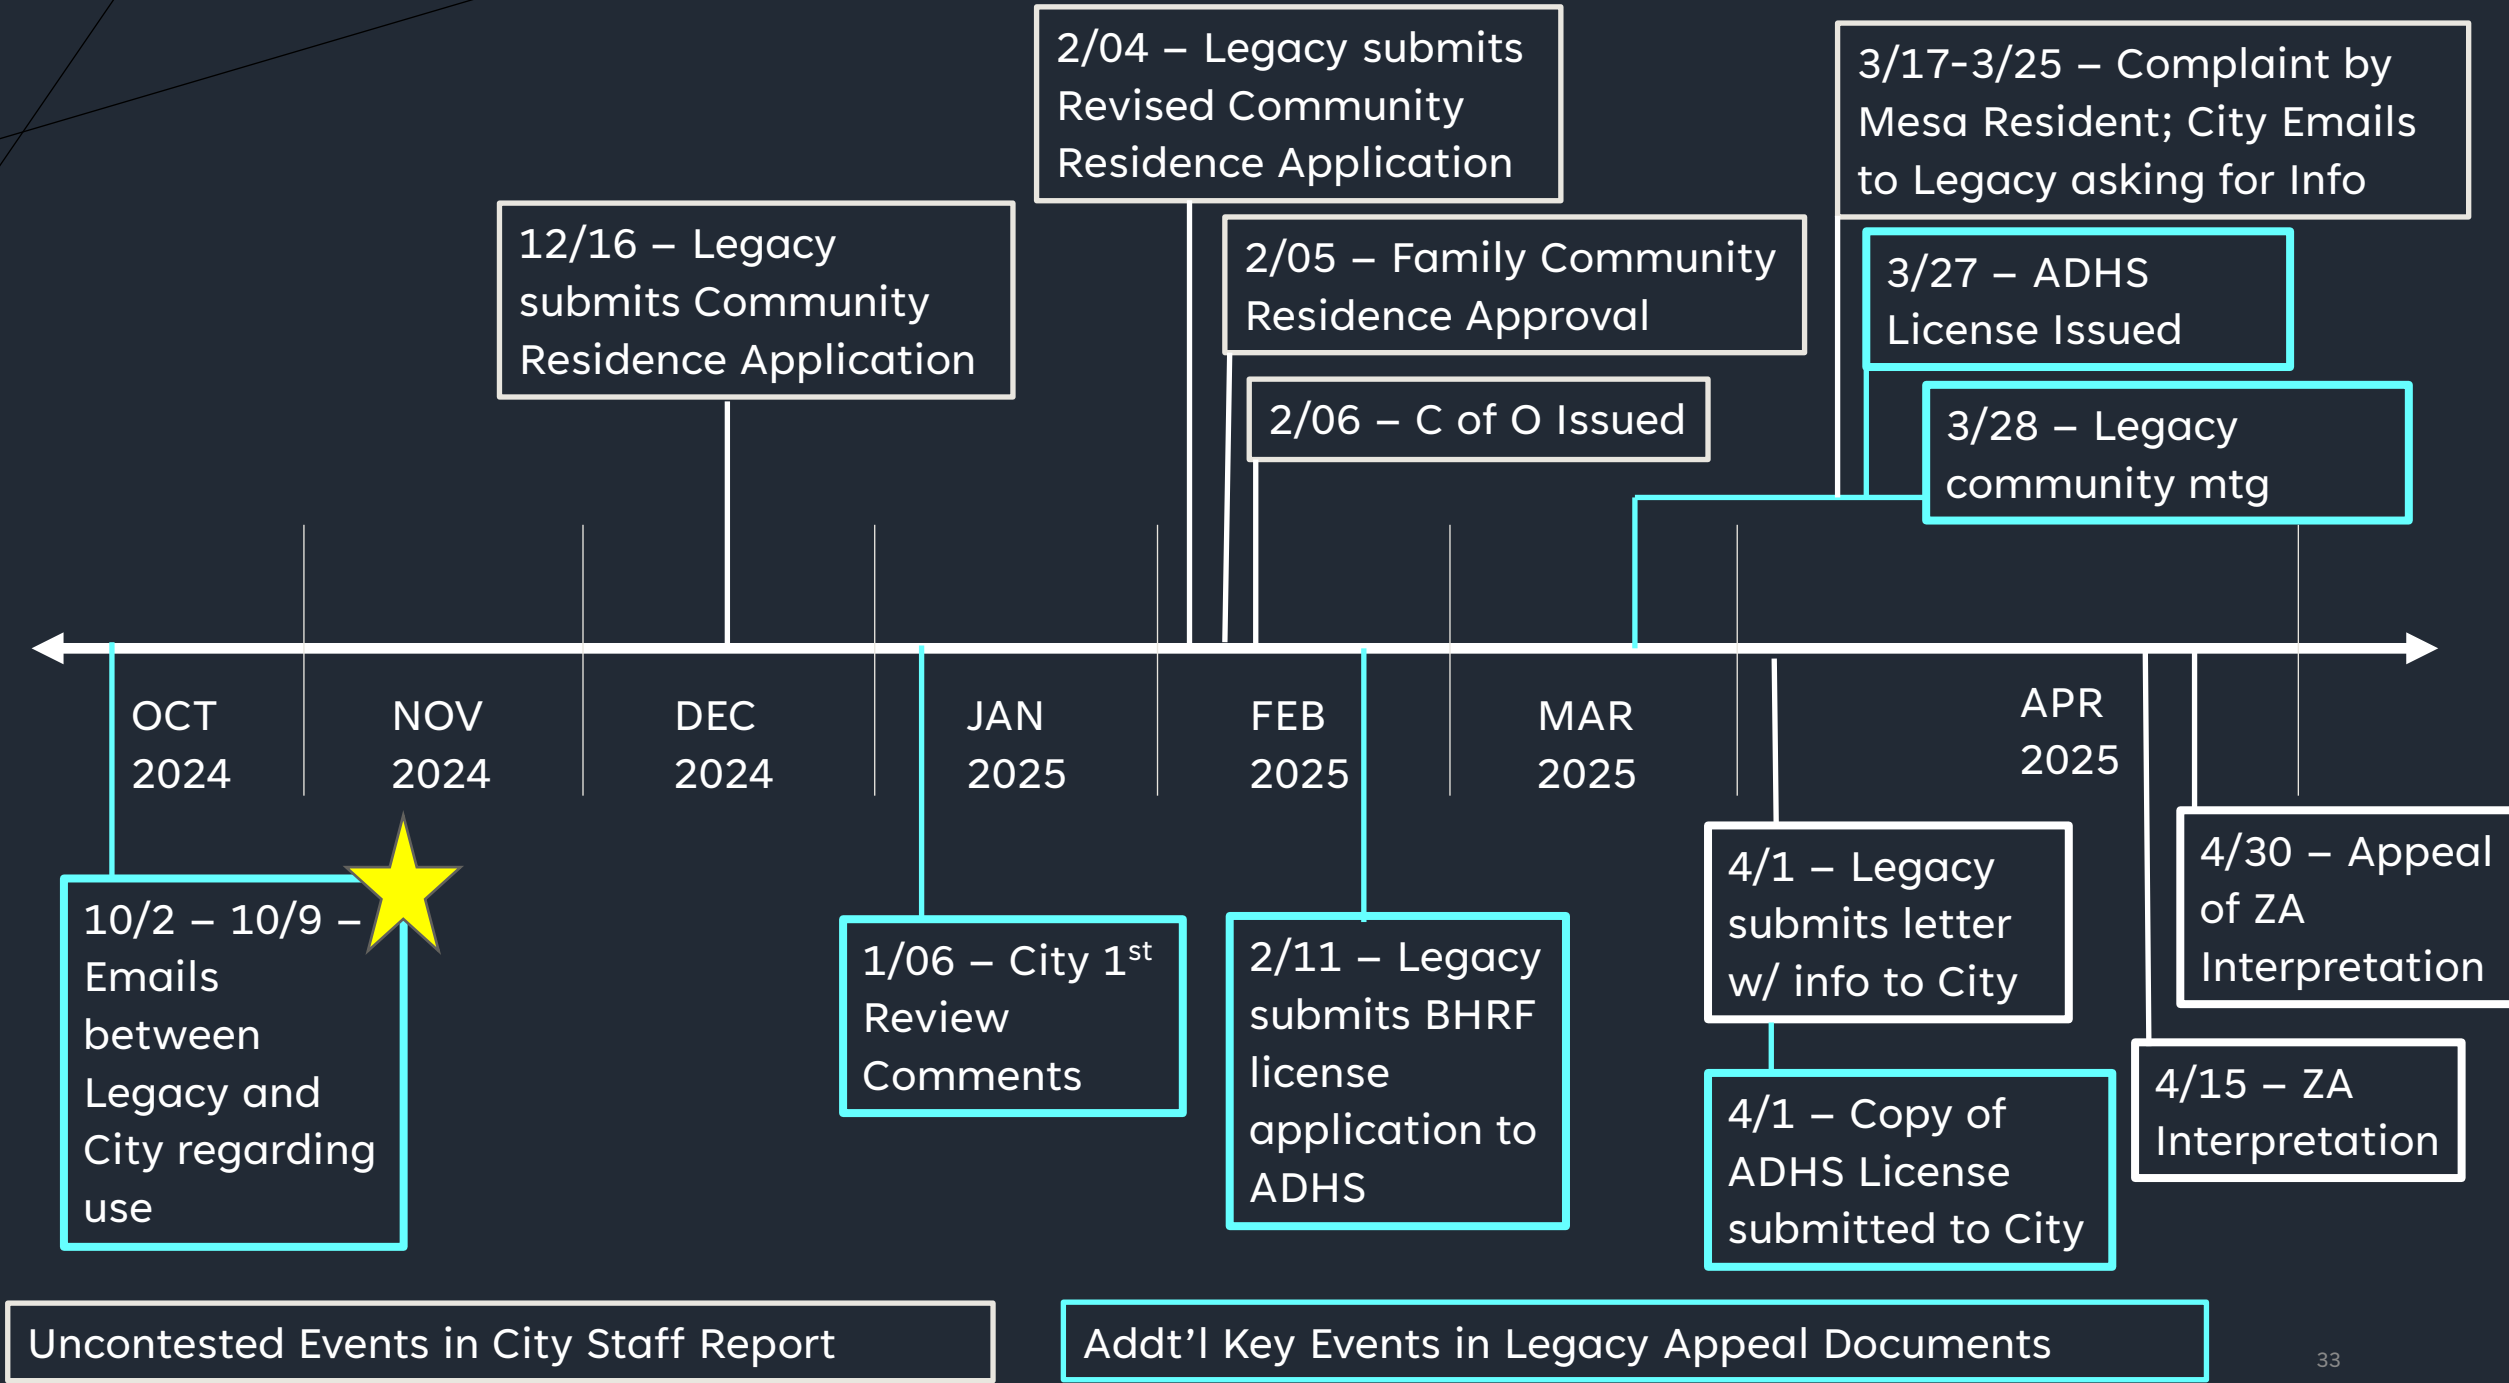 2/04 – Legacy submits
Revised Community
Residence Application
3/17-3/25 – Complaint by
Mesa Resident; City Emails
to Legacy asking for Info
12/16 – Legacy
submits Community
Residence Application
2/05 – Family Community
Residence Approval
3/27 – ADHS
License Issued
2/06 – C of O Issued
3/28 – Legacy
community mtg
OCT
2024
NOV
2024
DEC
2024
JAN
2025
FEB
2025
MAR
2025
APR
2025
10/2 – 10/9 –
Emails
between
Legacy and
City regarding
use
1/06 – City 1st
Review
Comments
2/11 – Legacy
submits BHRF
license
application to
ADHS
4/1 – Legacy
submits letter
w/ info to City
4/30 – Appeal
of ZA
Interpretation
4/1 – Copy of
ADHS License
submitted to City
4/15 – ZA
Interpretation
Uncontested Events in City Staff Report
Addt’l Key Events in Legacy Appeal Documents
33